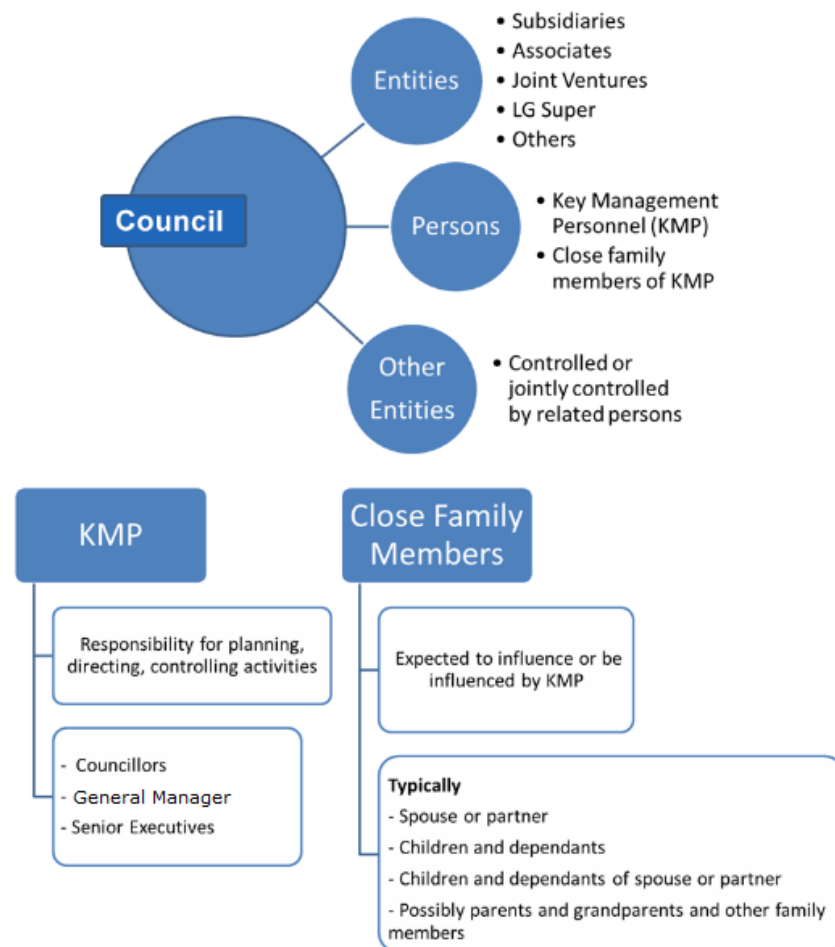 • Subsidiaries
• Associates
• Joint Ventures
• LG Super
• Others
Entities
Council
Persons
• Key Management
Personnel (KMP)
• Close family
members of KMP
Other
Entities
• Controlled or
jointly controlled
by related persons
KMP
Responsibility for planning,
directing, controlling activities
- Councillors
- General Manager
- Senior Executives
Close Family
Members
Expected to influence or be
influenced by KMP
Typically
- Spouse or partner
- Children and dependants
- Children and dependants of spouse or partner
- Possibly parents and grandparents and other family
members